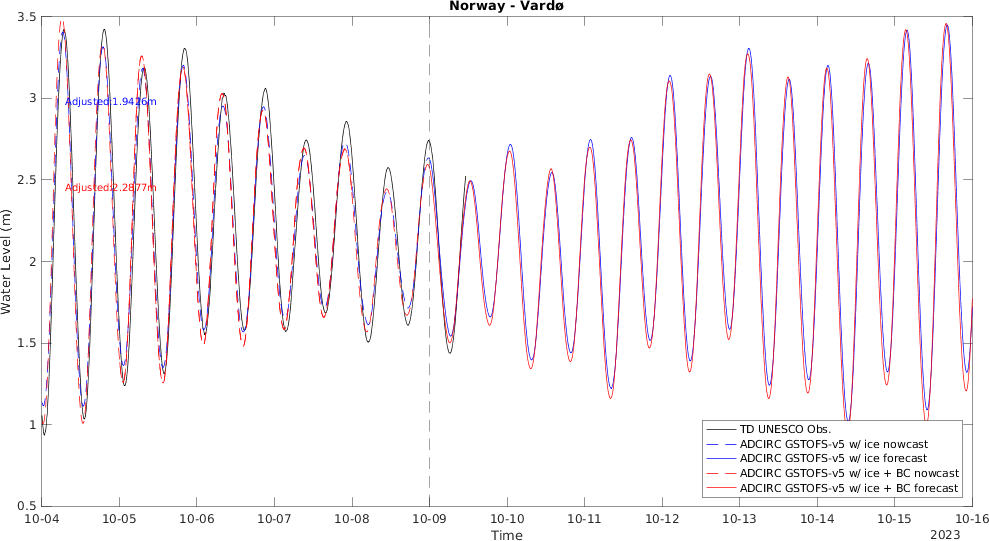 Norway - Vardø
3.5
3
2.5
2
1.5
1
0.5
Water Level (m)
Adjusted:1.9426m
Adjusted:2.2877m
TD UNESCO Obs.
ADCIRC GSTOFS-v5 w/ ice nowcast
ADCIRC GSTOFS-v5 w/ ice forecast
ADCIRC GSTOFS-v5 w/ ice + BC nowcast
ADCIRC GSTOFS-v5 w/ ice + BC forecast
10-04 10-05 10-06 10-07 10-08 10-09 10-10 10-11 10-12 10-13 10-14 10-15 10-16
Time
2023